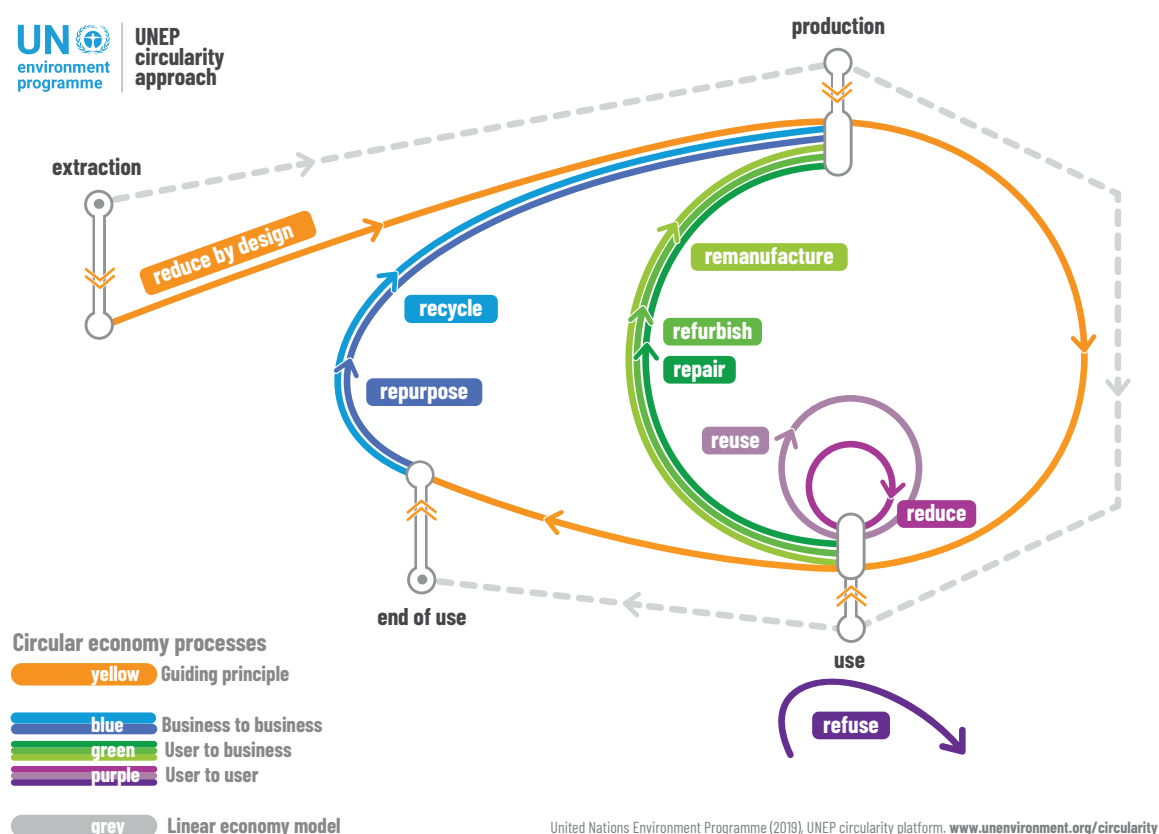 UN
environment
programme
UNEP
circularity
approach
production
extraction
reduce by design
remanufacture
recycle
refurbish
repair
repurpose
reuse
reduce
end of use
use
refuse
Circular economy processes
yellow Guiding principle
blue Business to business
green User to business
purple User to user
grey Linear economy model
United Nations Environment Programme (2019), UNEP circularity platform. www.unenvironment.org/circularity